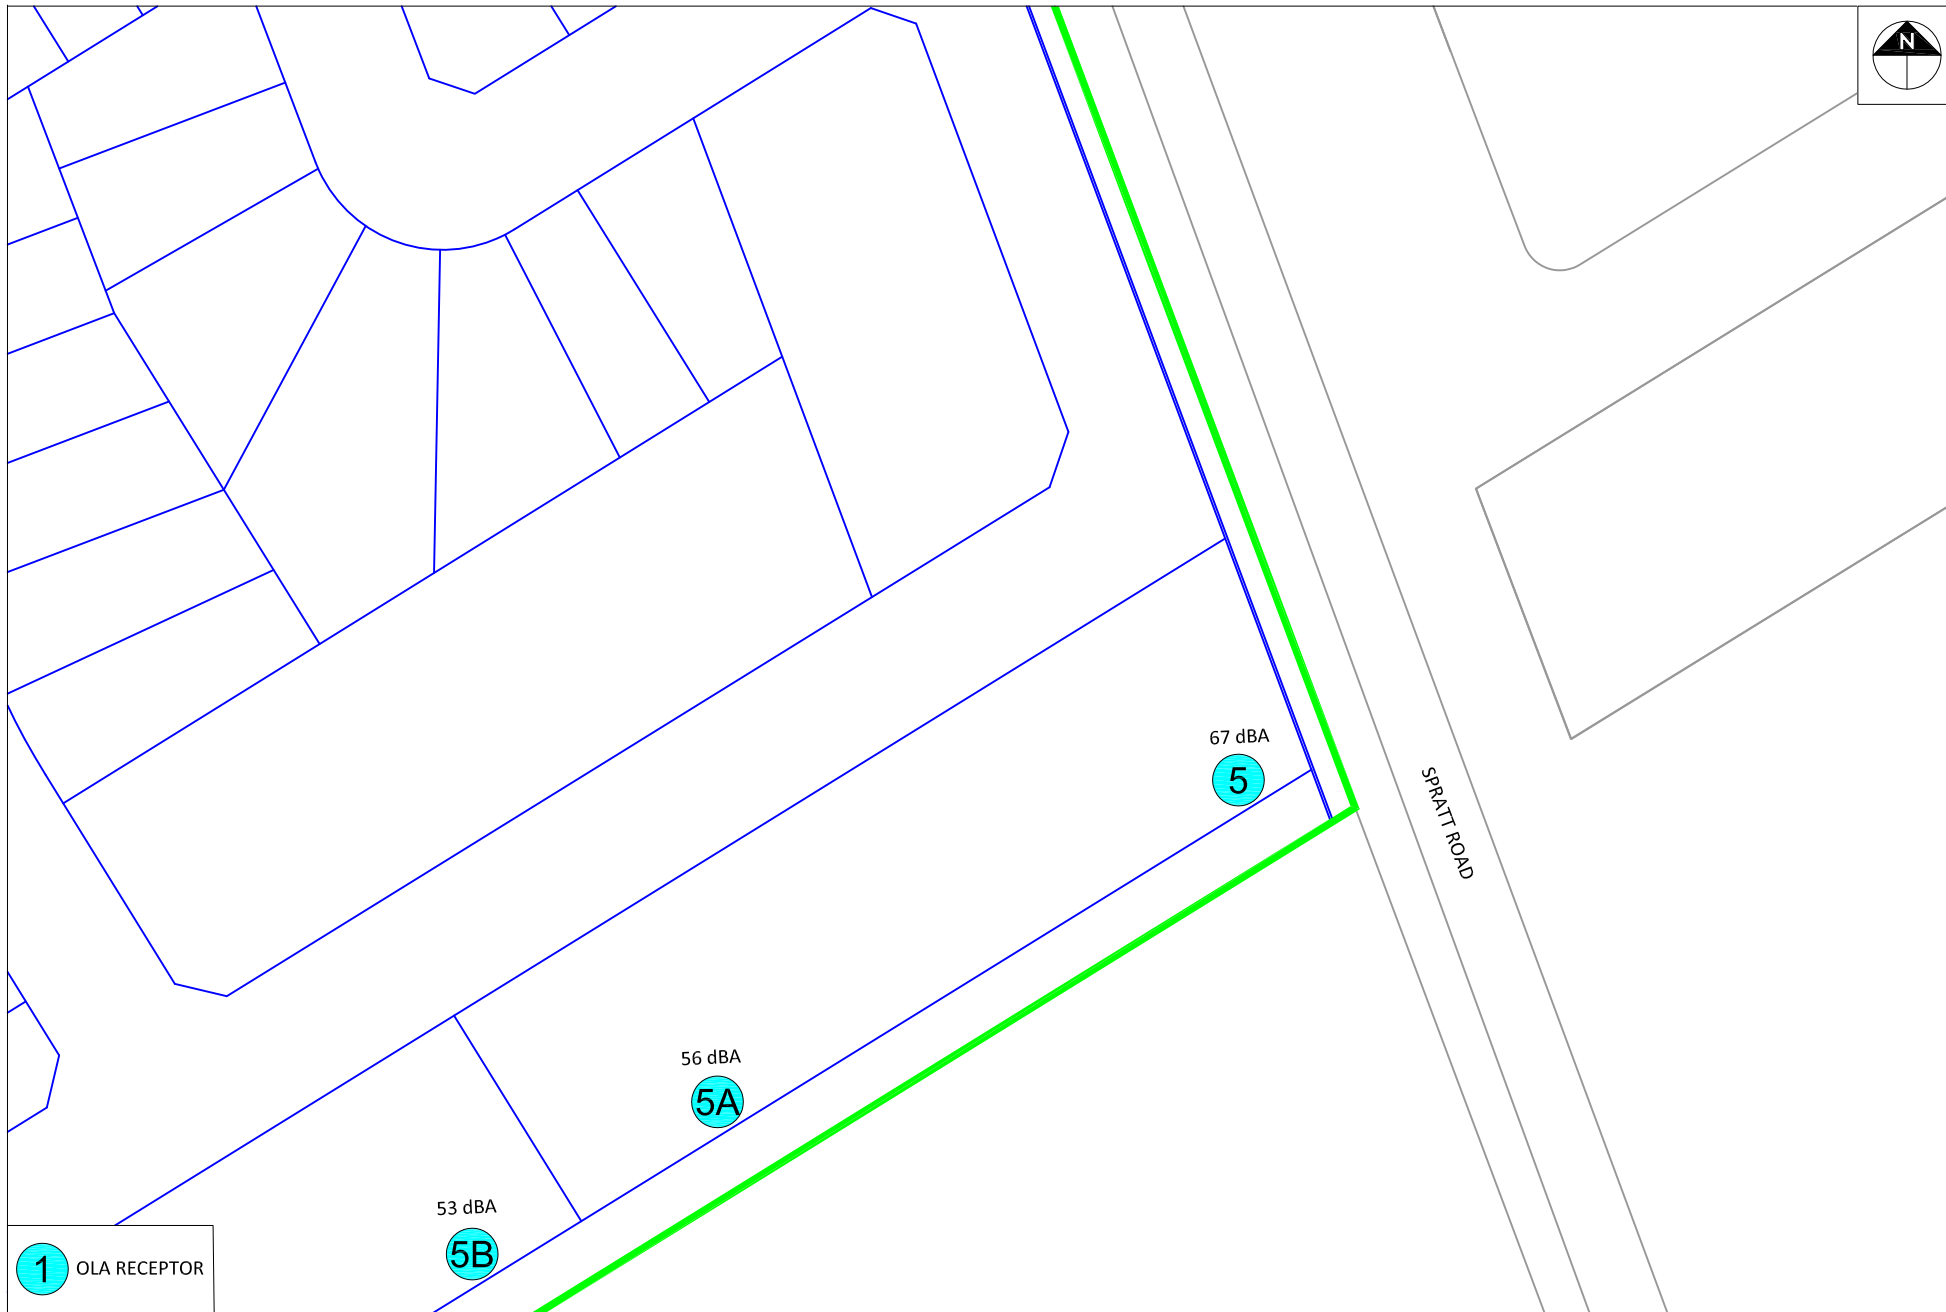 N
67 dBA
5
SPRATT ROAD
56 dBA
5A
53 dBA
5B
1 OLA RECEPTOR